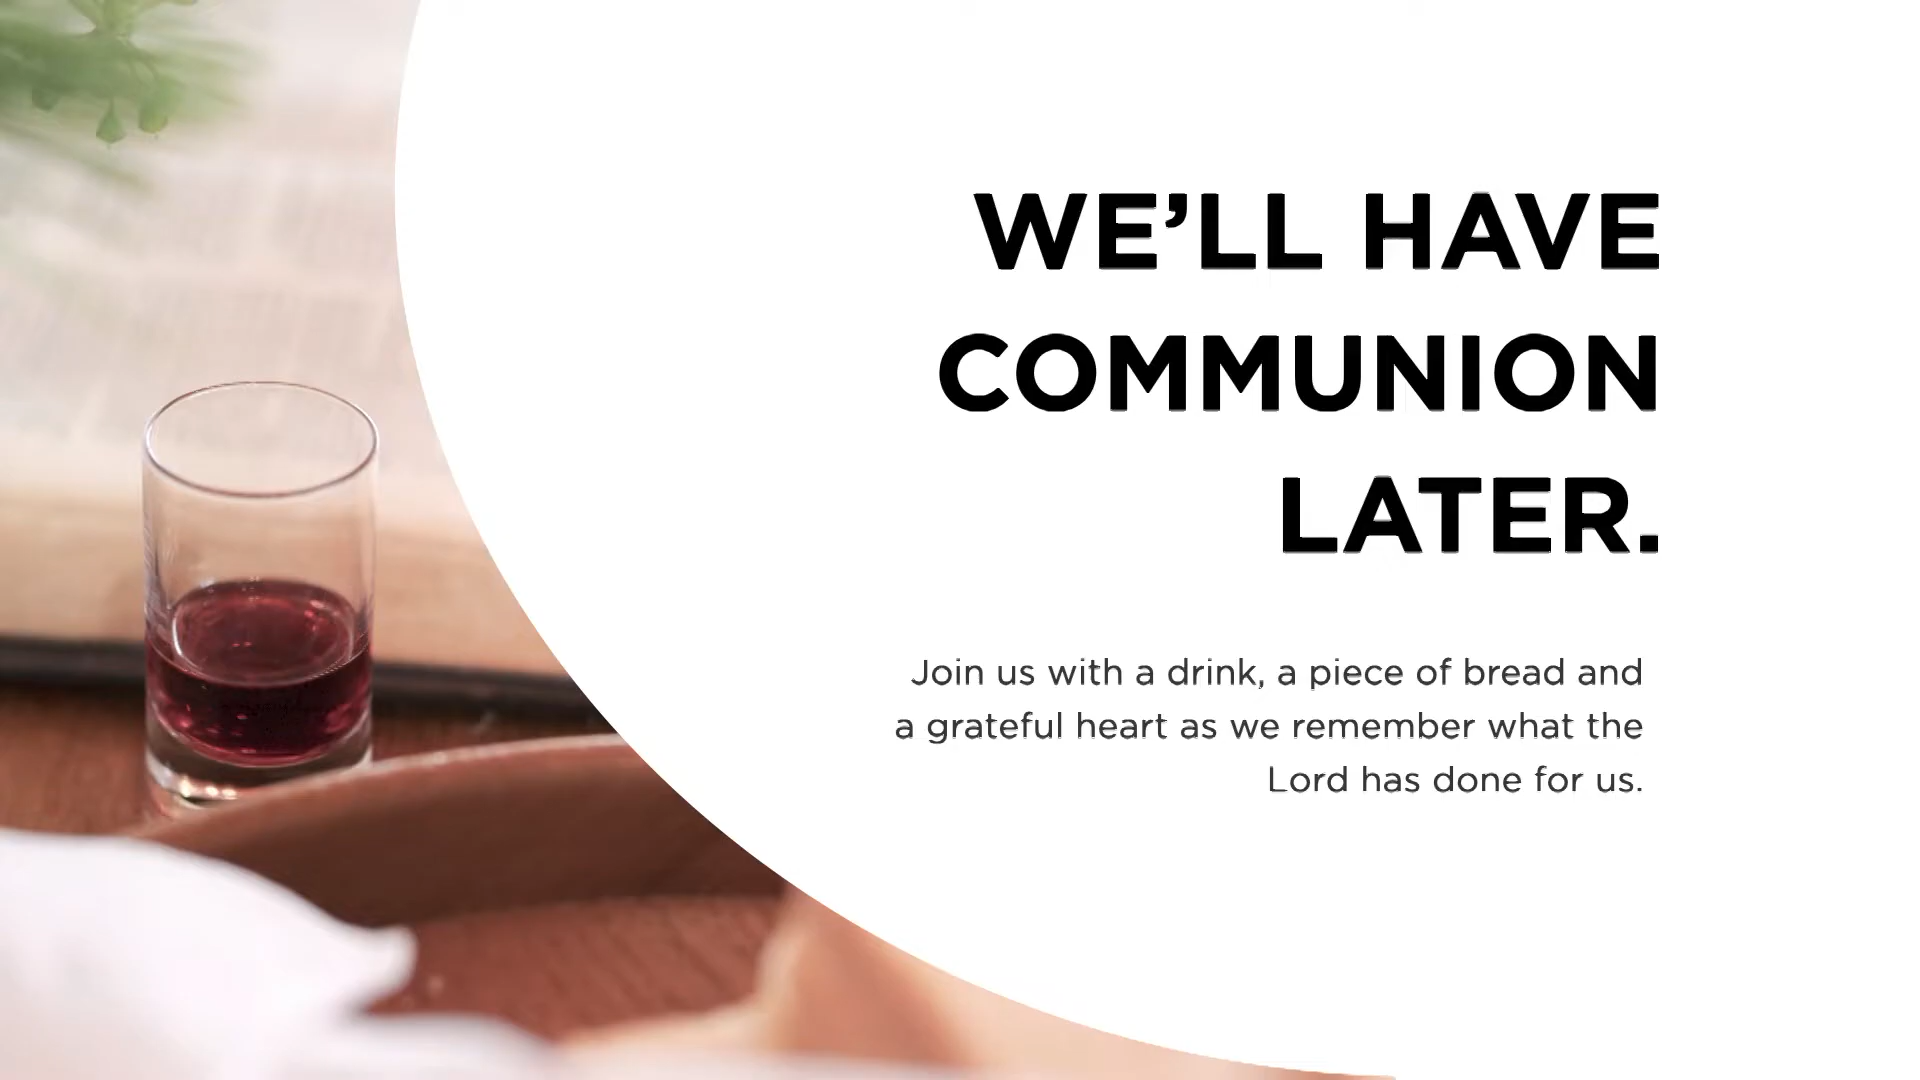 WE’LL HAVE
COMMUNION
LATER.
Join us with a drink, a piece of bread and
a grateful heart as we remember what the
Lord has done for us.